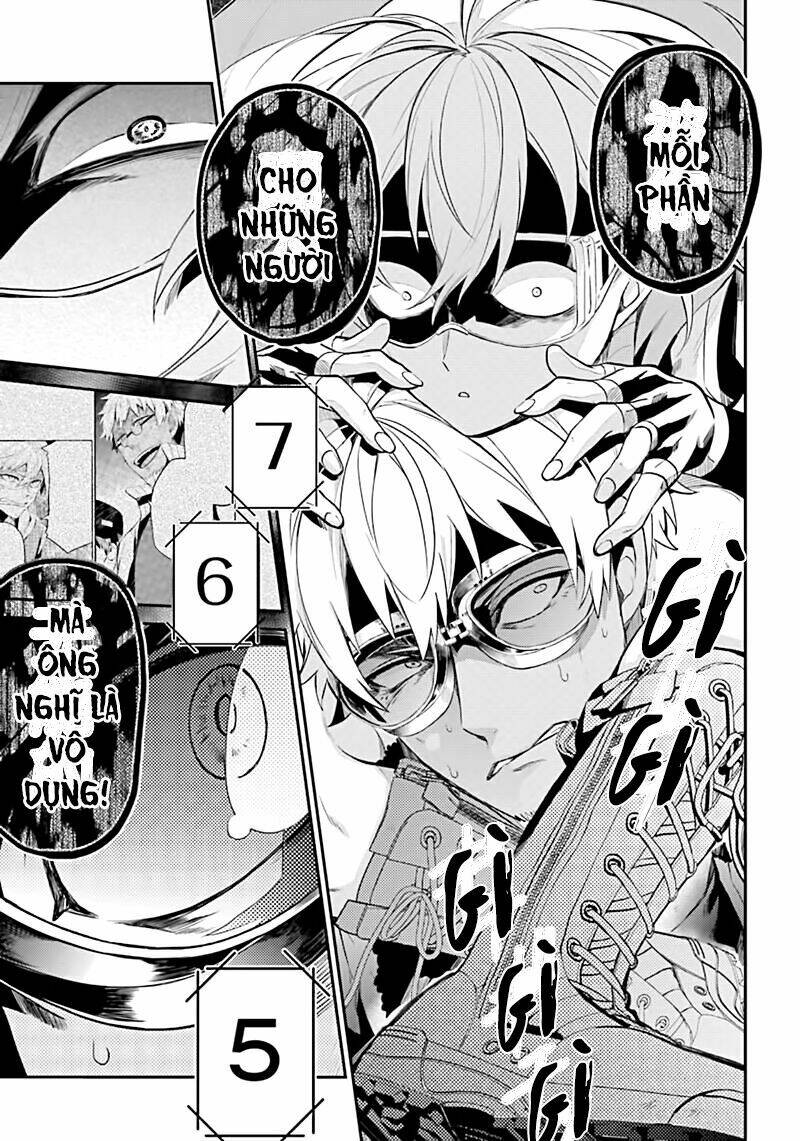 MỖI
PHẦN
CHO
NHỮNG
NGƯỜI
7
6
MÀ
ÔNG
NGHĨ LÀ
VÔ
DỤNG!
5
GÌ
GÌ
GÌ
GÌ
GÌ